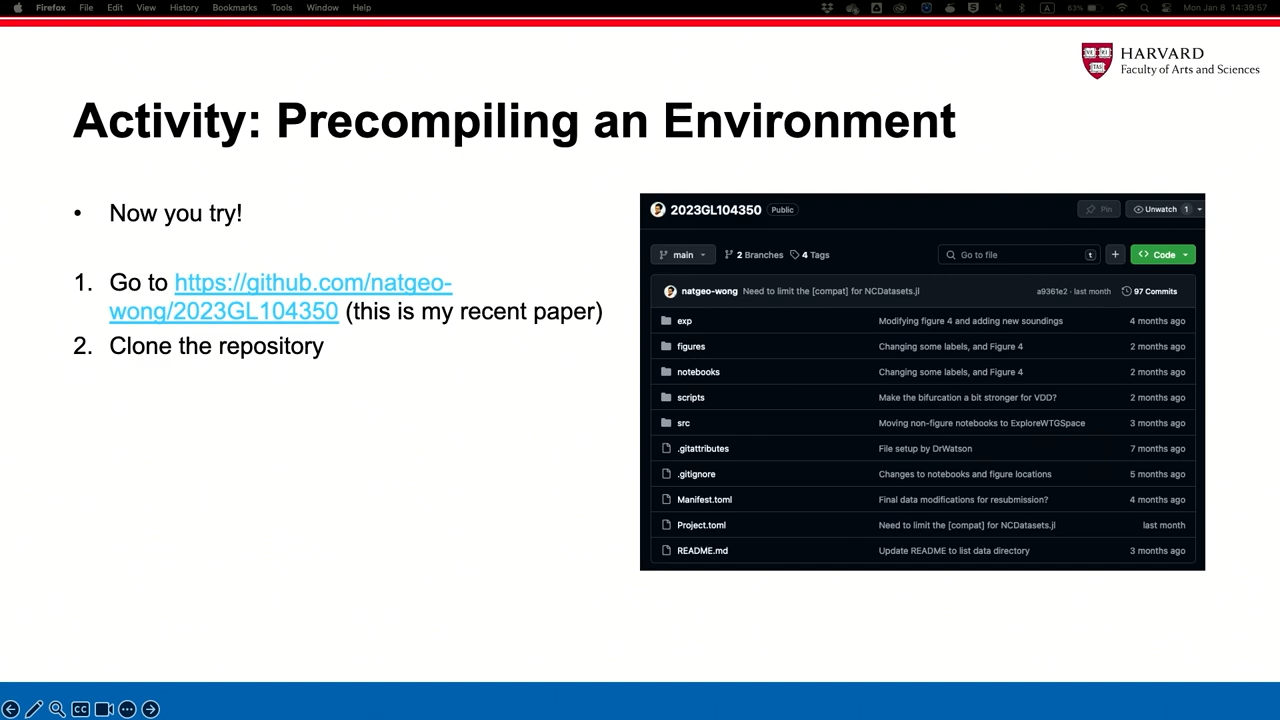 Firefox File Edit View History Bookmarks Tools Window Help
A 63% Mon Jan 8 14:39:57
HARVARD
Faculty of Arts and Sciences
Activity: Precompiling an Environment
• Now you try!
1. Go to https://github.com/natgeo-
wong/2023GL104350 (this is my recent paper)
2. Clone the repository
2023GL104350 Public Pin Unwatch 1
main 2 Branches 4 Tags Go to file t + Code
natgeo-wong Need to limit the [compat] for NCDatasets.jl a9361e2 · last month 97 Commits
exp Modifying figure 4 and adding new soundings 4 months ago
figures Changing some labels, and Figure 4 2 months ago
notebooks Changing some labels, and Figure 4 2 months ago
scripts Make the bifurcation a bit stronger for VDD? 2 months ago
src Moving non-figure notebooks to ExploreWTGSpace 3 months ago
.gitattributes File setup by DrWatson 7 months ago
.gitignore Changes to notebooks and figure locations 5 months ago
Manifest.toml Final data modifications for resubmission? 4 months ago
Project.toml Need to limit the [compat] for NCDatasets.jl last month
README.md Update README to list data directory 3 months ago
CC